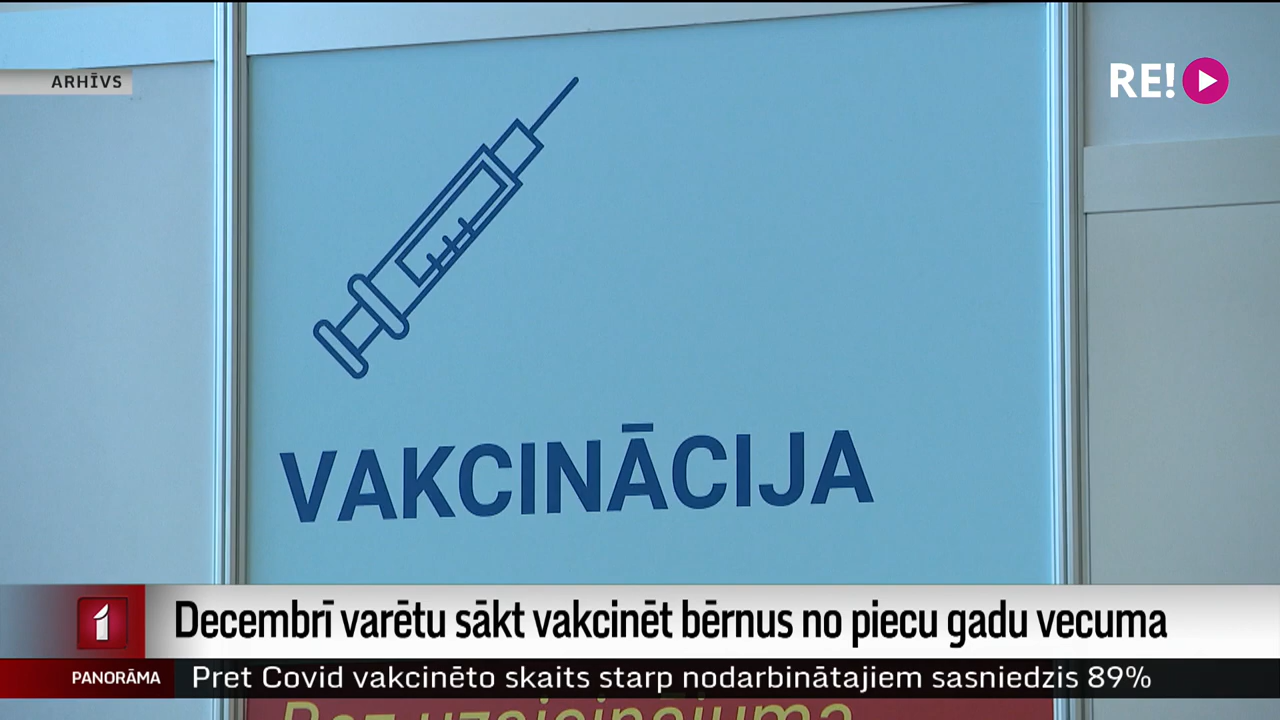 ARHĪVS
RE!
VAKCINĀCIJA
1 Decembrī varētu sākt vakcinēt bērnus no piecu gadu vecuma
PANORĀMA Pret Covid vakcinēto skaits starp nodarbinātajiem sasniedzis 89%